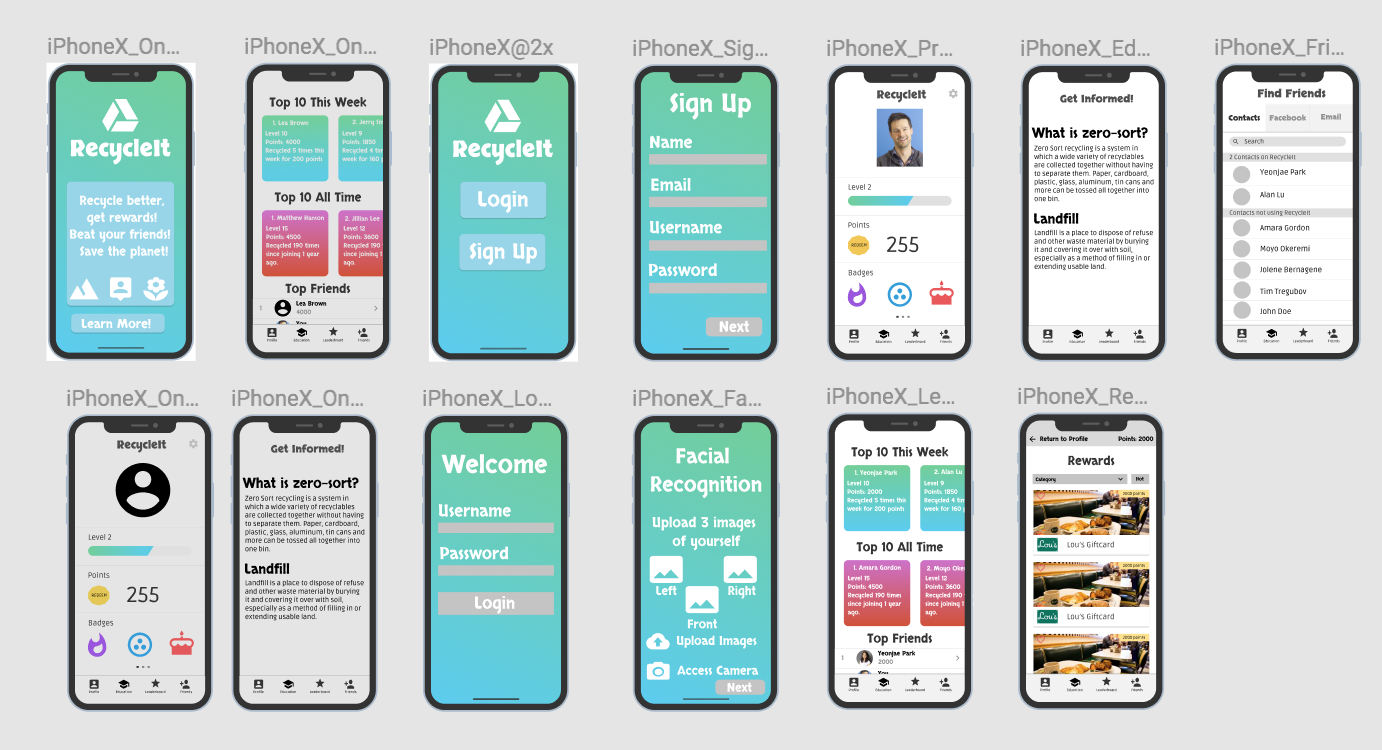 iPhoneX_On...
RecycleIt
Recycle better,
get rewards!
Beat your friends!
Save the planet!
Learn More!
iPhoneX_On...
Top 10 This Week
1. Lea Brown
Level 10
Points: 4000
Recycled 5 times this
week for 200 points
2. Jerry
Level 9
Points: 1850
Recycled 4
week for 160
Top 10 All Time
1. Matthew Hanson
Level 15
Points: 4500
Recycled 190 times
since joining 1 year
ago.
2. Jillian Lee
Level 12
Points: 3600
Recycled 190
since joining
ago.
Top Friends
1
Lea Brown
4000
You
Profile
Education
Leaderboard
Friends
iPhoneX@2x
RecycleIt
Login
Sign Up
iPhoneX_Sig...
Sign Up
Name
Email
Username
Password
Next
iPhoneX_Pr...
RecycleIt
Level 2
Points
REDEEM
255
Badges
Profile
Education
Leaderboard
Friends
iPhoneX_Ed...
Get Informed!
What is zero-sort?
Zero Sort recycling is a system in
which a wide variety of recyclables
are collected together without having
to separate them. Paper, cardboard,
plastic, glass, aluminum, tin cans and
more can be tossed all together into
one bin.
Landfill
Landfill is a place to dispose of refuse
and other waste material by burying
it and covering it over with soil,
especially as a method of filling in or
extending usable land.
Profile
Education
Leaderboard
Friends
iPhoneX_Fri...
Find Friends
Contacts
Facebook
Email
Search
2 Contacts on RecycleIt
Yeonjae Park
Alan Lu
Contacts not using RecycleIt
Amara Gordon
Moyo Okeremi
Jolene Bernagene
Tim Tregubov
John Doe
Profile
Education
Leaderboard
Friends
iPhoneX_On...
RecycleIt
Level 2
Points
REDEEM
255
Badges
Profile
Education
Leaderboard
Friends
iPhoneX_On...
Get Informed!
What is zero-sort?
Zero Sort recycling is a system in
which a wide variety of recyclables
are collected together without having
to separate them. Paper, cardboard,
plastic, glass, aluminum, tin cans and
more can be tossed all together into
one bin.
Landfill
Landfill is a place to dispose of refuse
and other waste material by burying
it and covering it over with soil,
especially as a method of filling in or
extending usable land.
Profile
Education
Leaderboard
Friends
iPhoneX_Lo...
Welcome
Username
Password
Login
iPhoneX_Fa...
Facial
Recognition
Upload 3 images
of yourself
Left
Right
Front
Upload Images
Access Camera
Next
iPhoneX_Le...
Top 10 This Week
1. Yeonjae Park
Level 10
Points: 2000
Recycled 5 times this
week for 200 points
2. Alan Lu
Level 9
Points: 1850
Recycled 4
week for 160
Top 10 All Time
1. Amara Gordon
Level 15
Points: 4500
Recycled 190 times
since joining 1 year
ago.
2. Moyo
Level 12
Points: 3600
Recycled 190
since joining
ago.
Top Friends
1
Yeonjae Park
2000
You
Profile
Education
Leaderboard
Friends
iPhoneX_Re...
Return to Profile
Points: 2000
Rewards
Category
Hot
2000 points
Lou's
Lou's Giftcard
2000 points
Lou's
Lou's Giftcard
2000 points
Profile
Education
Leaderboard
Friends